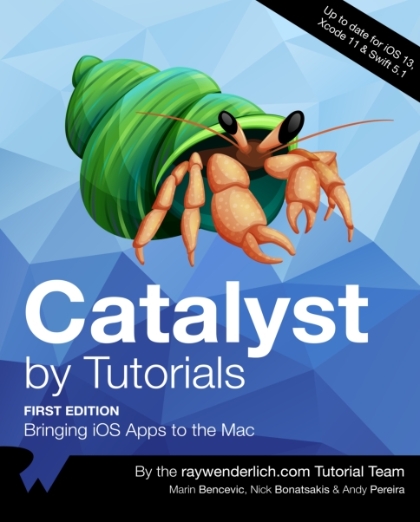 Up to date for iOS 13,
Xcode 11 & Swift 5.1
Catalyst
by Tutorials
FIRST EDITION
Bringing iOS Apps to the Mac
By the raywenderlich.com Tutorial Team
Marin Bencevic, Nick Bonatsakis & Andy Pereira